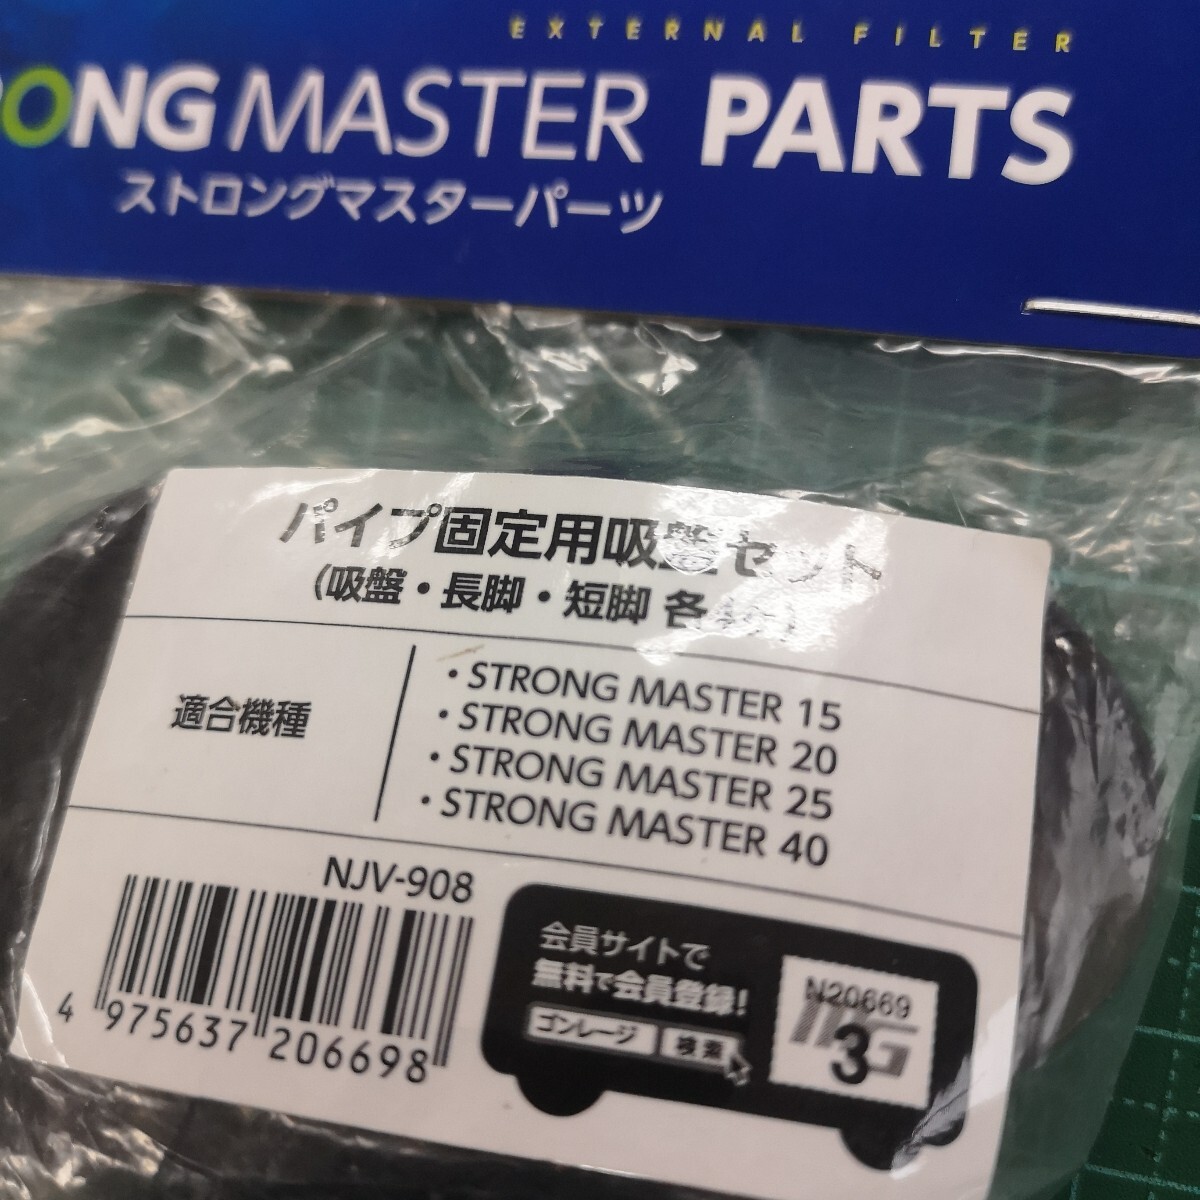 EXTERNAL FILTER
RONG MASTER PARTS
ストロングマスターパーツ
パイプ固定用吸盤セット
(吸盤・長脚・短脚 各
適合機種
・STRONG MASTER 15
・STRONG MASTER 20
・STRONG MASTER 25
・STRONG MASTER 40
NJV-908
4 975637 206698
会員サイトで
無料で会員登録!
ゴンレージ 検索
N20669
3